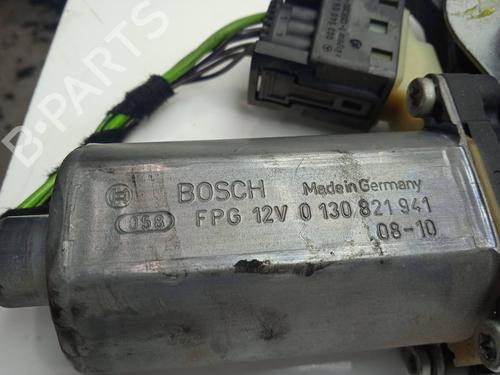 BOSCH Made in Germany
058 FPG 12V 0 130 821 941
08-10
B-PARTS